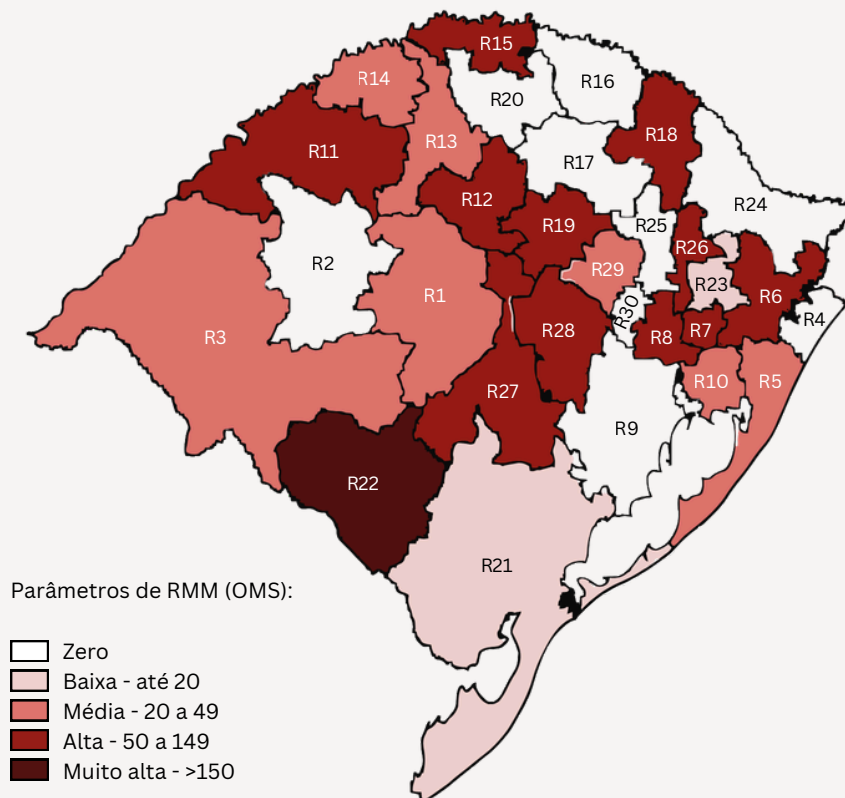 R15
R14
R16
R20
R18
R13
R11
R17
R12
R24
R19
R25
R26
R2
R29
R23
R1
R6
R30
R4
R3
R28
R8
R7
R27
R10
R5
R9
R22
R21
Parâmetros de RMM (OMS):
Zero
Baixa - até 20
Média - 20 a 49
Alta - 50 a 149
Muito alta - >150